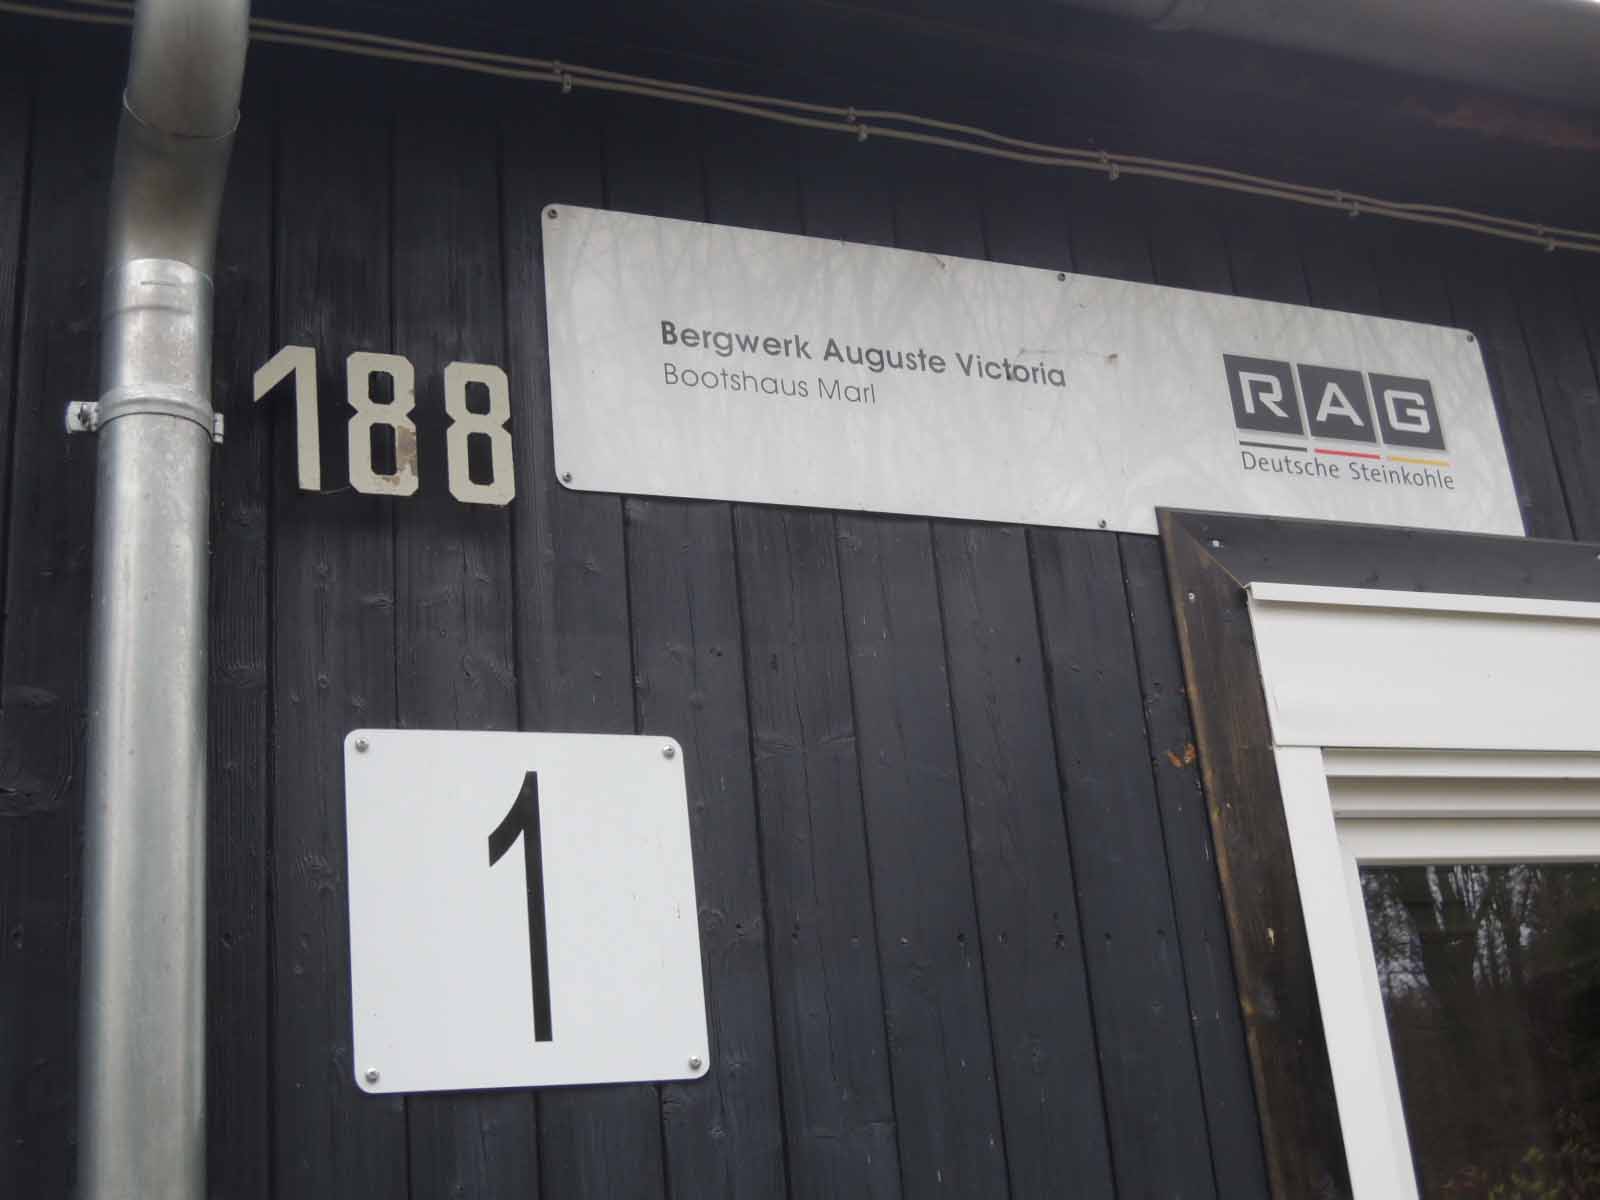 188
Bergwerk Auguste Victoria
Bootshaus Marl
RAG
Deutsche Steinkohle
1